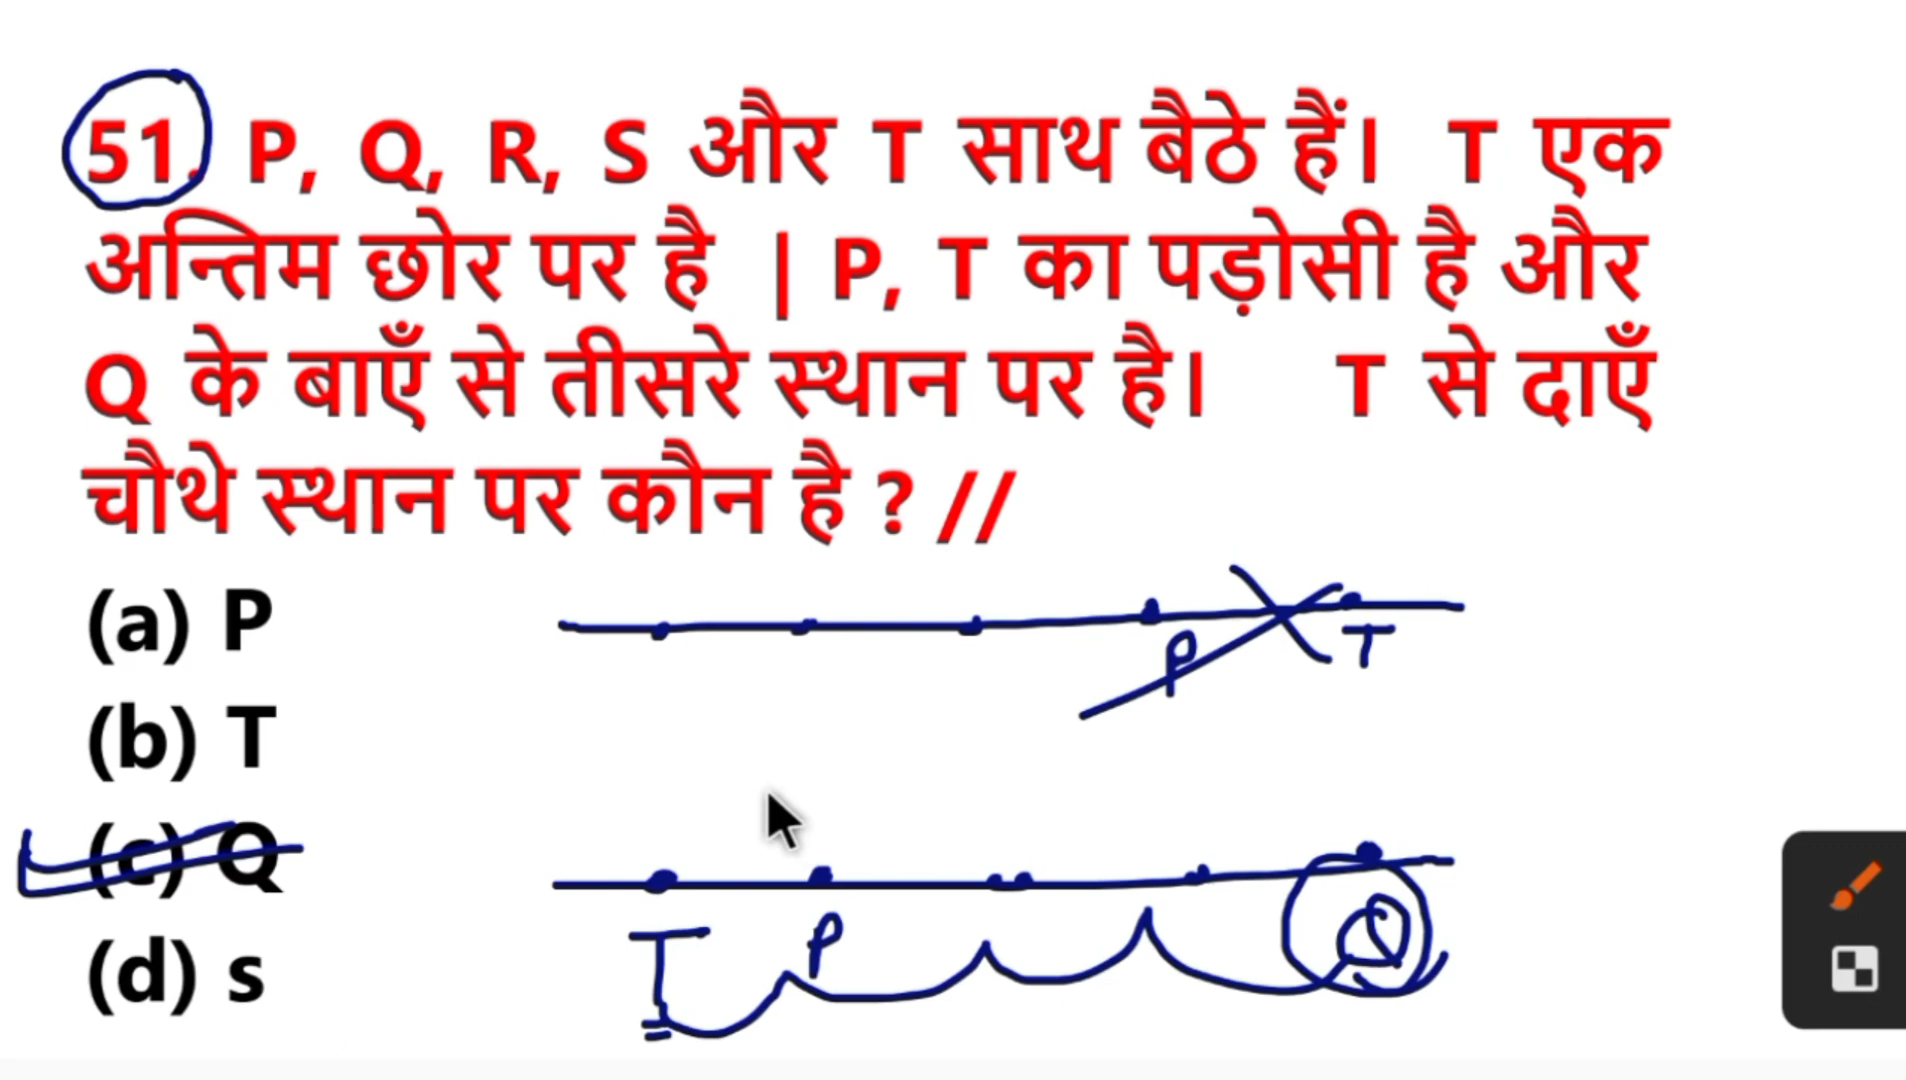 51. P, Q, R, S और T साथ बैठे हैं। T एक
अन्तिम छोर पर है | P, T का पड़ोसी है और
Q के बाएँ से तीसरे स्थान पर है। T से दाएँ
चौथे स्थान पर कौन है ? //
(a) P
(b) T
(c) Q
(d) s
P T
T P Q